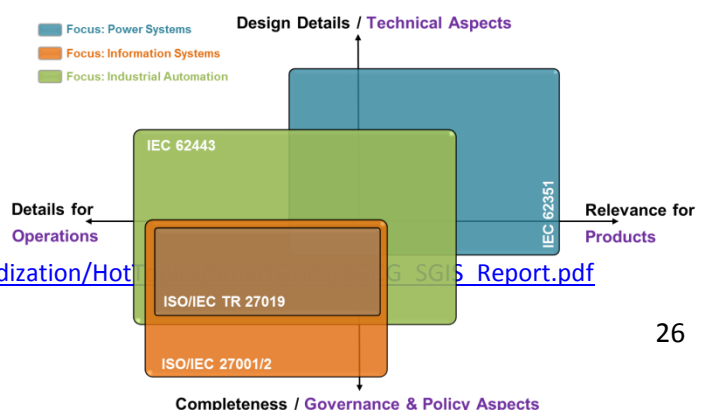 Design Details / Technical Aspects
Focus: Power Systems
Focus: Information Systems
Focus: Industrial Automation
IEC 62443
IEC 62351
Details for
Operations
Relevance for
Products
dization/Hot
G_SGIS_Report.pdf
ISO/IEC TR 27019
26
ISO/IEC 27001/2
Completeness / Governance & Policy Aspects